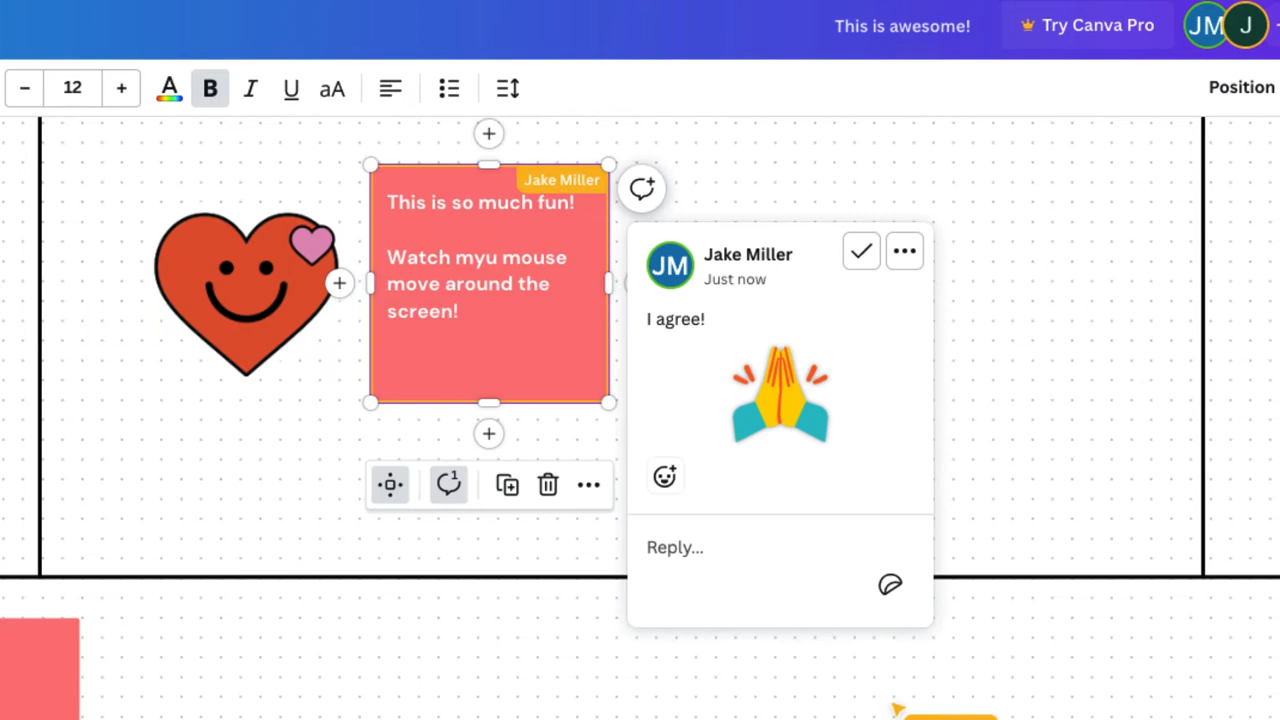 This is awesome!
Try Canva Pro
JM
J
12
A
B
I
U
aA
Position
Jake Miller
This is so much fun!
Watch myu mouse
move around the
screen!
JM
Jake Miller
Just now
I agree!
1
Reply...